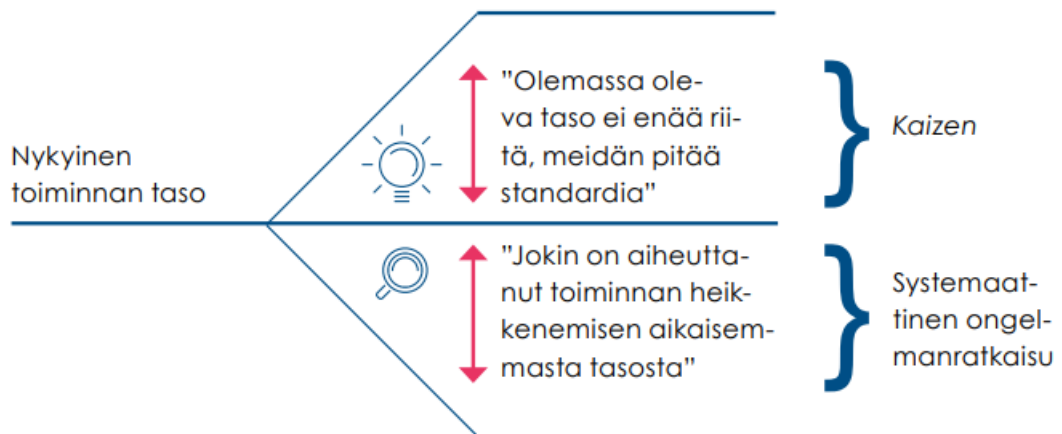 Nykyinen
toiminnan taso
"Olemassa ole-
va taso ei enää rii-
tä, meidän pitää
standardia"
Kaizen
"Jokin on aiheutta-
nut toiminnan heik-
kenemisen aikaisem-
masta tasosta"
Systemaat-
tinen ongel-
manratkaisu